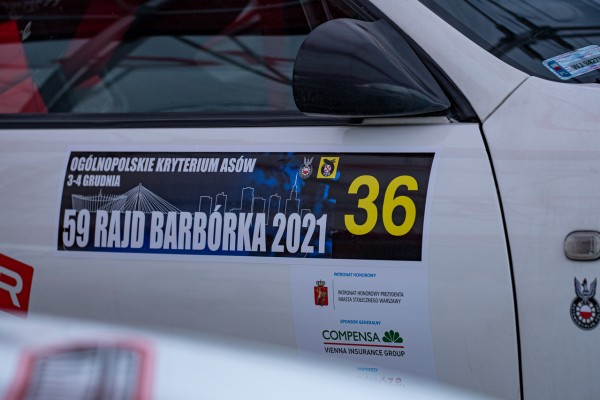 OGÓLNOPOLSKIE KRYTERIUM ASÓW
3-4 GRUDNIA
59 RAJD BARBÓRKA 2021
36
PATRONAT HONOROWY
PATRONAT HONOROWY PREZYDENTA
MIASTA STOŁECZNEGO WARSZAWY
SPONSOR GENERALNY
COMPENSA
VIENNA INSURANCE GROUP
PARTNERZY
R